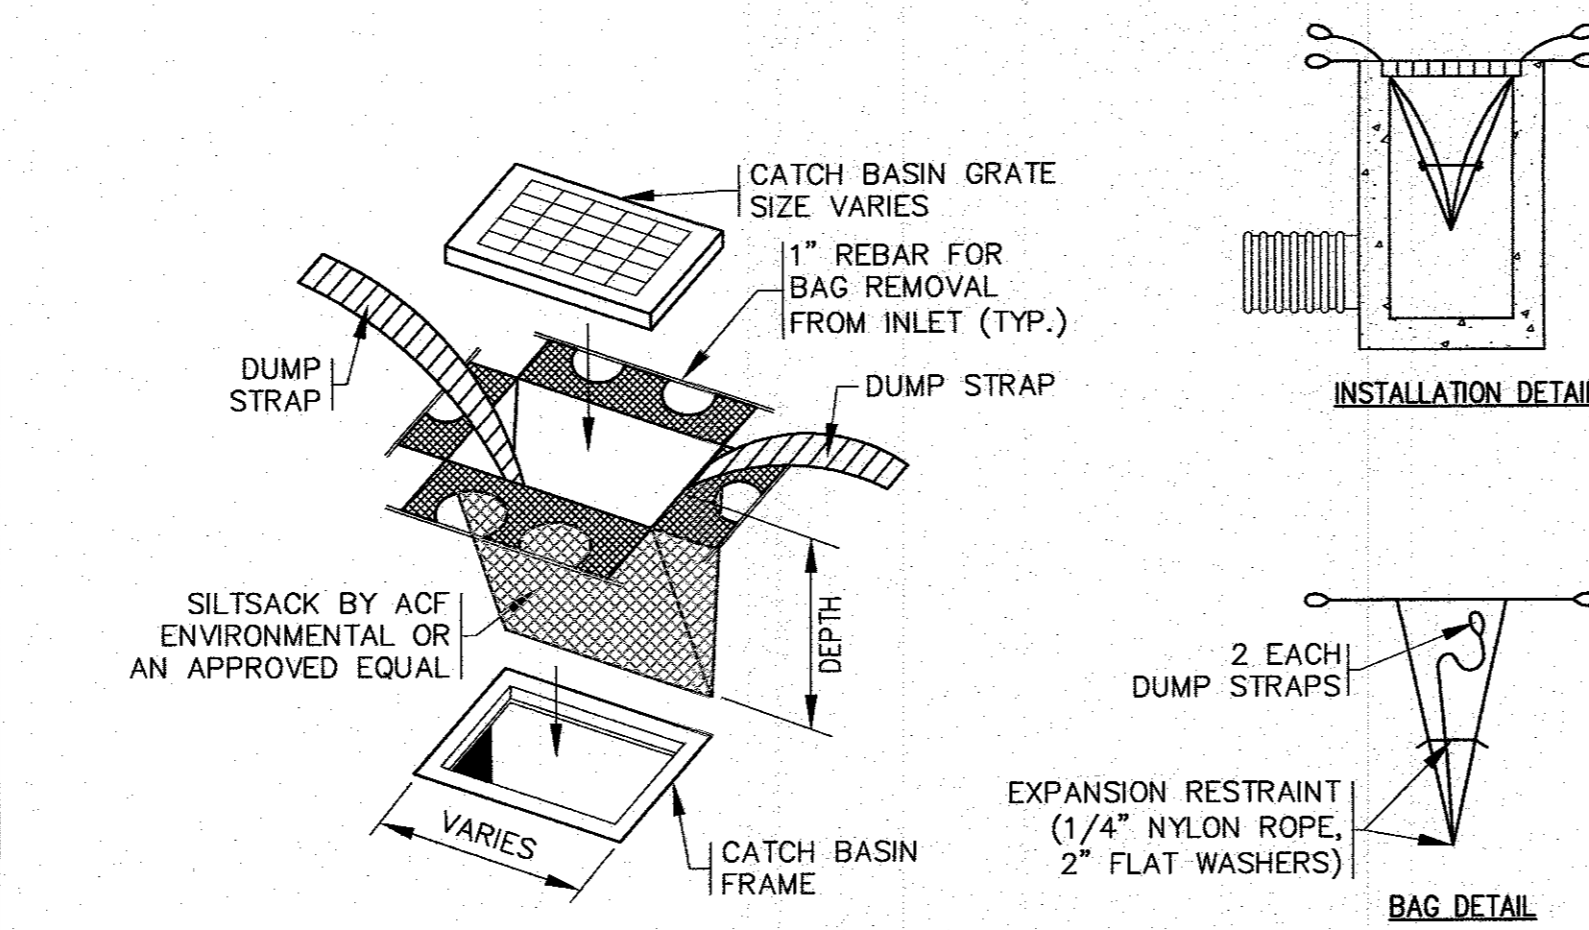 CATCH BASIN GRATE
SIZE VARIES
1" REBAR FOR
BAG REMOVAL
FROM INLET (TYP.)
DUMP
STRAP
DUMP STRAP
SILTSACK BY ACF
ENVIRONMENTAL OR
AN APPROVED EQUAL
DEPTH
VARIES
CATCH BASIN
FRAME
INSTALLATION DETAIL
2 EACH
DUMP STRAPS
EXPANSION RESTRAINT
(1/4" NYLON ROPE,
2" FLAT WASHERS)
BAG DETAIL